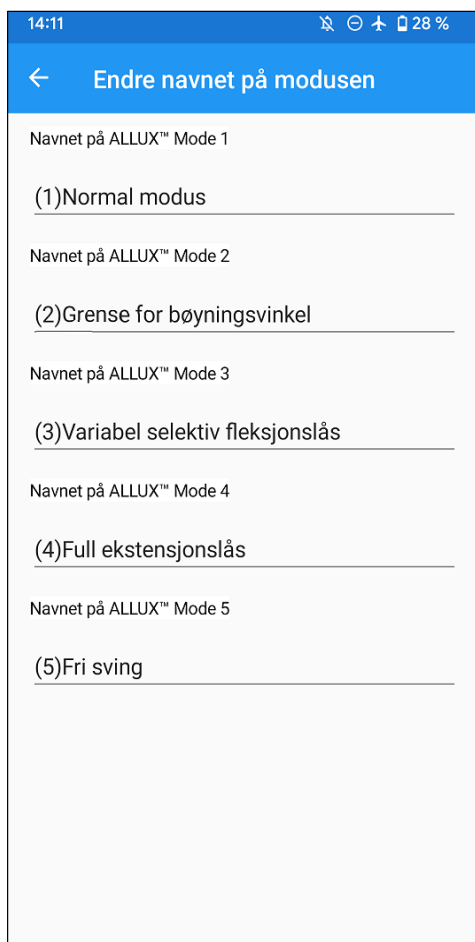 14:11 28 %
Endre navnet på modusen
Navnet på ALLUX™ Mode 1
(1)Normal modus
Navnet på ALLUX™ Mode 2
(2)Grense for bøyningsvinkel
Navnet på ALLUX™ Mode 3
(3)Variabel selektiv fleksjonslås
Navnet på ALLUX™ Mode 4
(4)Full ekstensjonslås
Navnet på ALLUX™ Mode 5
(5)Fri sving